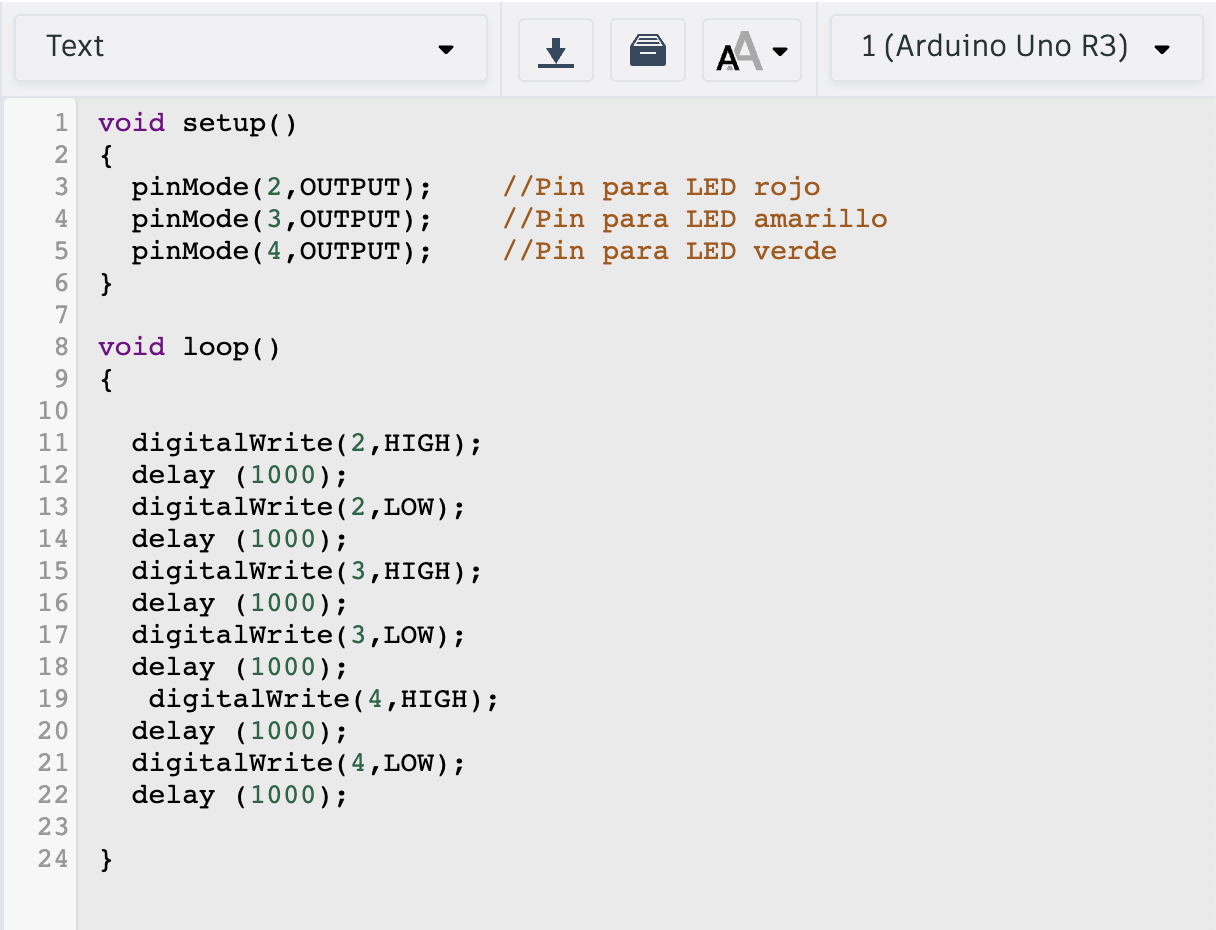 Text
1 (Arduino Uno R3)
1 void setup()
2 {
3   pinMode(2,OUTPUT);    //Pin para LED rojo
4   pinMode(3,OUTPUT);    //Pin para LED amarillo
5   pinMode(4,OUTPUT);    //Pin para LED verde
6 }
7
8 void loop()
9 {
10
11   digitalWrite(2,HIGH);
12   delay (1000);
13   digitalWrite(2,LOW);
14   delay (1000);
15   digitalWrite(3,HIGH);
16   delay (1000);
17   digitalWrite(3,LOW);
18   delay (1000);
19    digitalWrite(4,HIGH);
20   delay (1000);
21   digitalWrite(4,LOW);
22   delay (1000);
23
24 }